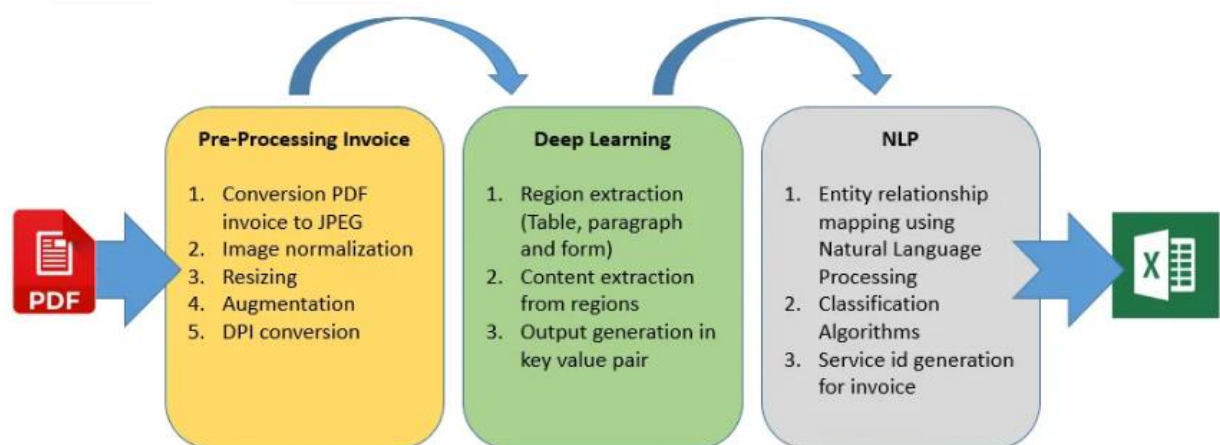 PDF
Pre-Processing Invoice
1. Conversion PDF
invoice to JPEG
2. Image normalization
3. Resizing
4. Augmentation
5. DPI conversion
Deep Learning
1. Region extraction
(Table, paragraph
and form)
2. Content extraction
from regions
3. Output generation in
key value pair
NLP
1. Entity relationship
mapping using
Natural Language
Processing
2. Classification
Algorithms
3. Service id generation
for invoice
X